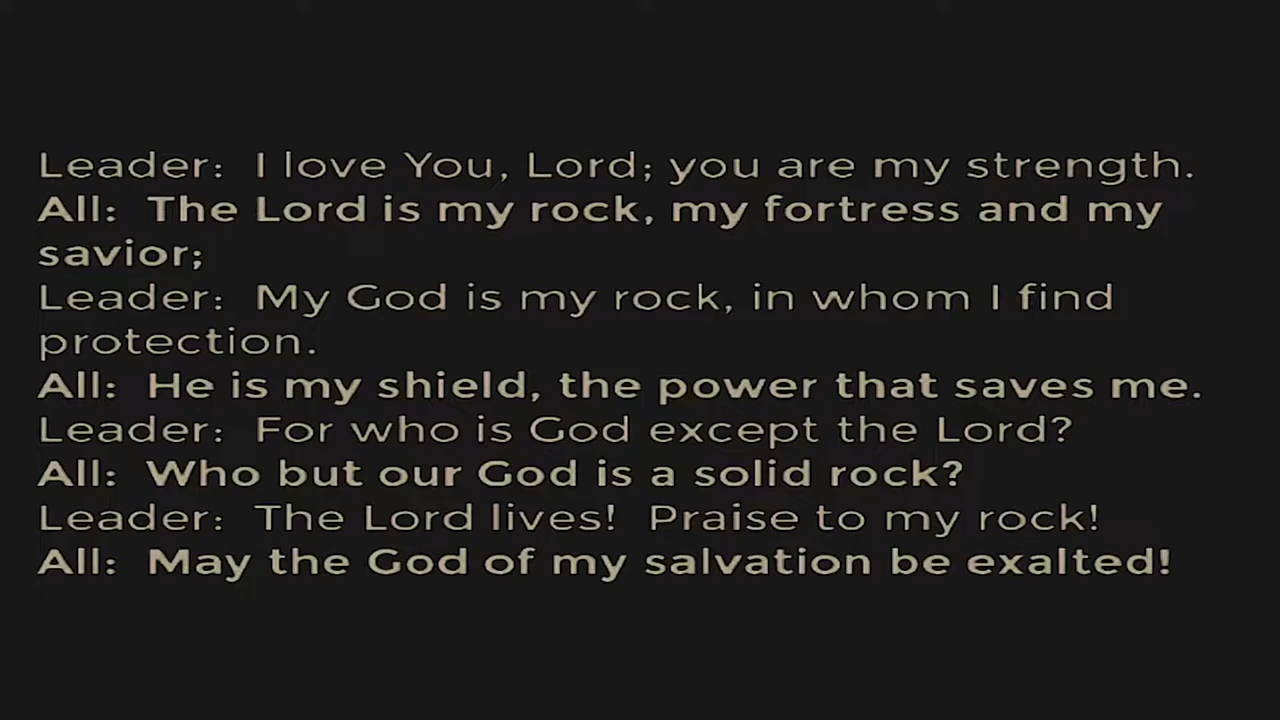 Leader:  I love You, Lord; you are my strength.
All:  The Lord is my rock, my fortress and my
savior;
Leader:  My God is my rock, in whom I find
protection.
All:  He is my shield, the power that saves me.
Leader:  For who is God except the Lord?
All:  Who but our God is a solid rock?
Leader:  The Lord lives!  Praise to my rock!
All:  May the God of my salvation be exalted!